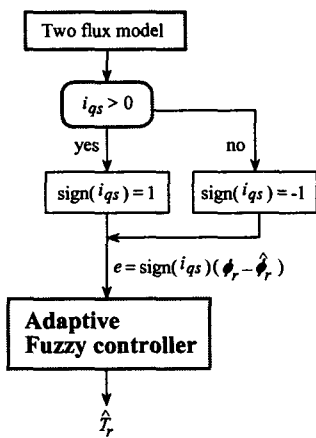 Two flux model
i_qs > 0
yes
no
sign(i_qs) = 1
sign(i_qs) = -1
e = sign(i_qs)(ϕ_r - ϕ̂_r)
Adaptive
Fuzzy controller
T̂_r